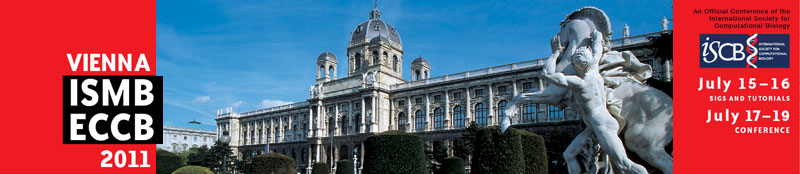 VIENNA
ISMB
ECCB
2011
An Official Conference of the
International Society for
Computational Biology
iSCB
INTERNATIONAL
SOCIETY FOR
COMPUTATIONAL
BIOLOGY
July 15–16
SIGS AND TUTORIALS
July 17–19
CONFERENCE